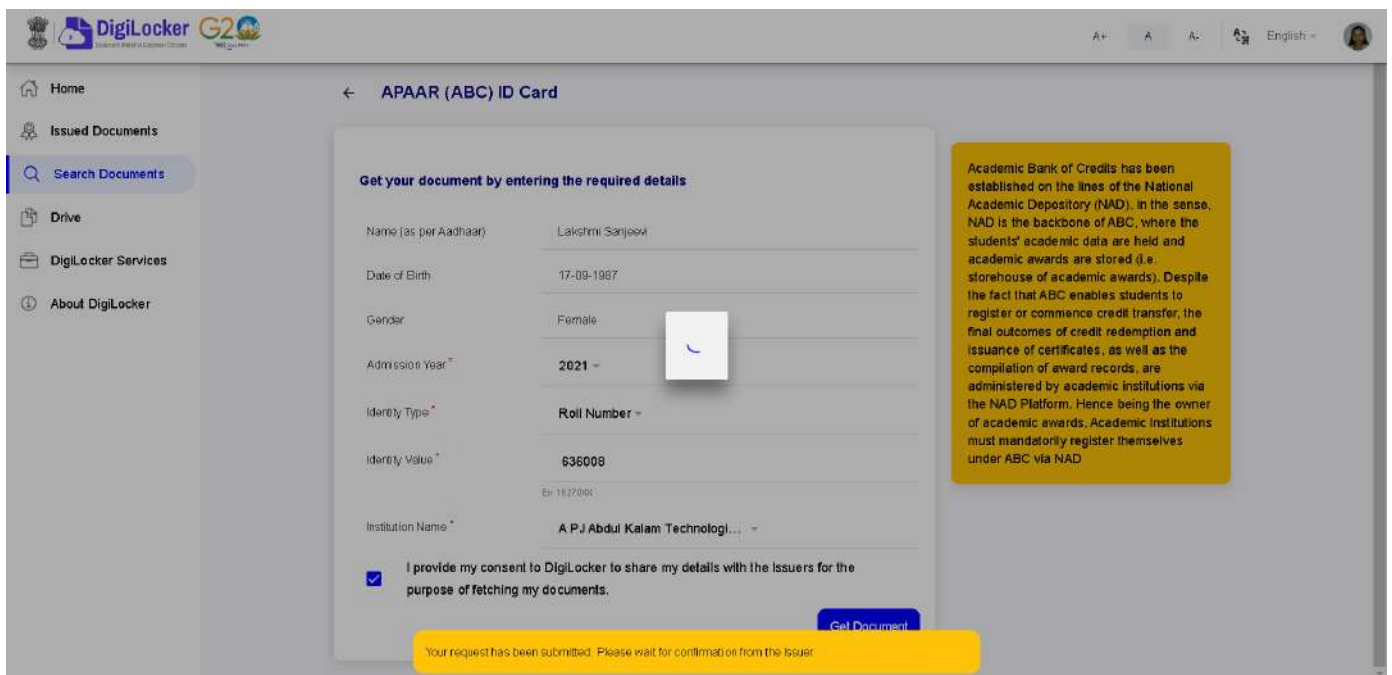 DigiLocker G20
A+ A A- English
Home
Issued Documents
Search Documents
Drive
DigiLocker Services
About DigiLocker
APAAR (ABC) ID Card
Get your document by entering the required details
Name (as per Aadhaar) Lakshmi Sanjeevi
Date of Birth 17-09-1987
Gender Female
Admission Year* 2021
Identity Type* Roll Number
Identity Value* 636008
Institution Name* A P J Abdul Kalam Technologi...
I provide my consent to DigiLocker to share my details with the Issuers for the
purpose of fetching my documents.
Get Document
Your request has been submitted. Please wait for confirmation from the Issuer
Academic Bank of Credits has been
established on the lines of the National
Academic Depository (NAD), in the sense,
NAD is the backbone of ABC, where the
students' academic data are held and
academic awards are stored (i.e.
storehouse of academic awards). Despite
the fact that ABC enables students to
register or commence credit transfer, the
final outcomes of credit redemption and
issuance of certificates, as well as the
compilation of award records, are
administered by academic institutions via
the NAD Platform. Hence being the owner
of academic awards, Academic Institutions
must mandatorily register themselves
under ABC via NAD